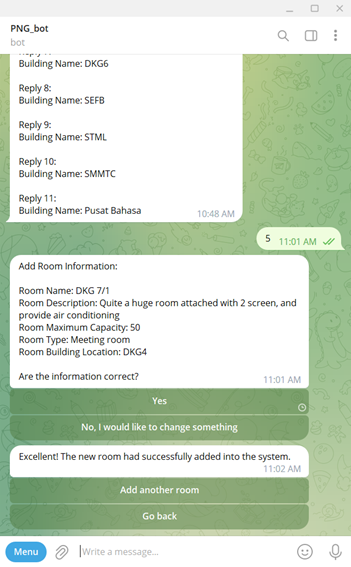 PNG_bot
bot
Building Name: DKG6
Reply 8:
Building Name: SEFB
Reply 9:
Building Name: STML
Reply 10:
Building Name: SMMTC
Reply 11:
Building Name: Pusat Bahasa
10:48 AM
5 11:01 AM
Add Room Information:
Room Name: DKG 7/1
Room Description: Quite a huge room attached with 2 screen, and
provide air conditioning
Room Maximum Capacity: 50
Room Type: Meeting room
Room Building Location: DKG4
Are the information correct?
11:01 AM
Yes
No, I would like to change something
Excellent! The new room had successfully added into the system.
11:02 AM
Add another room
Go back
Menu Write a message...